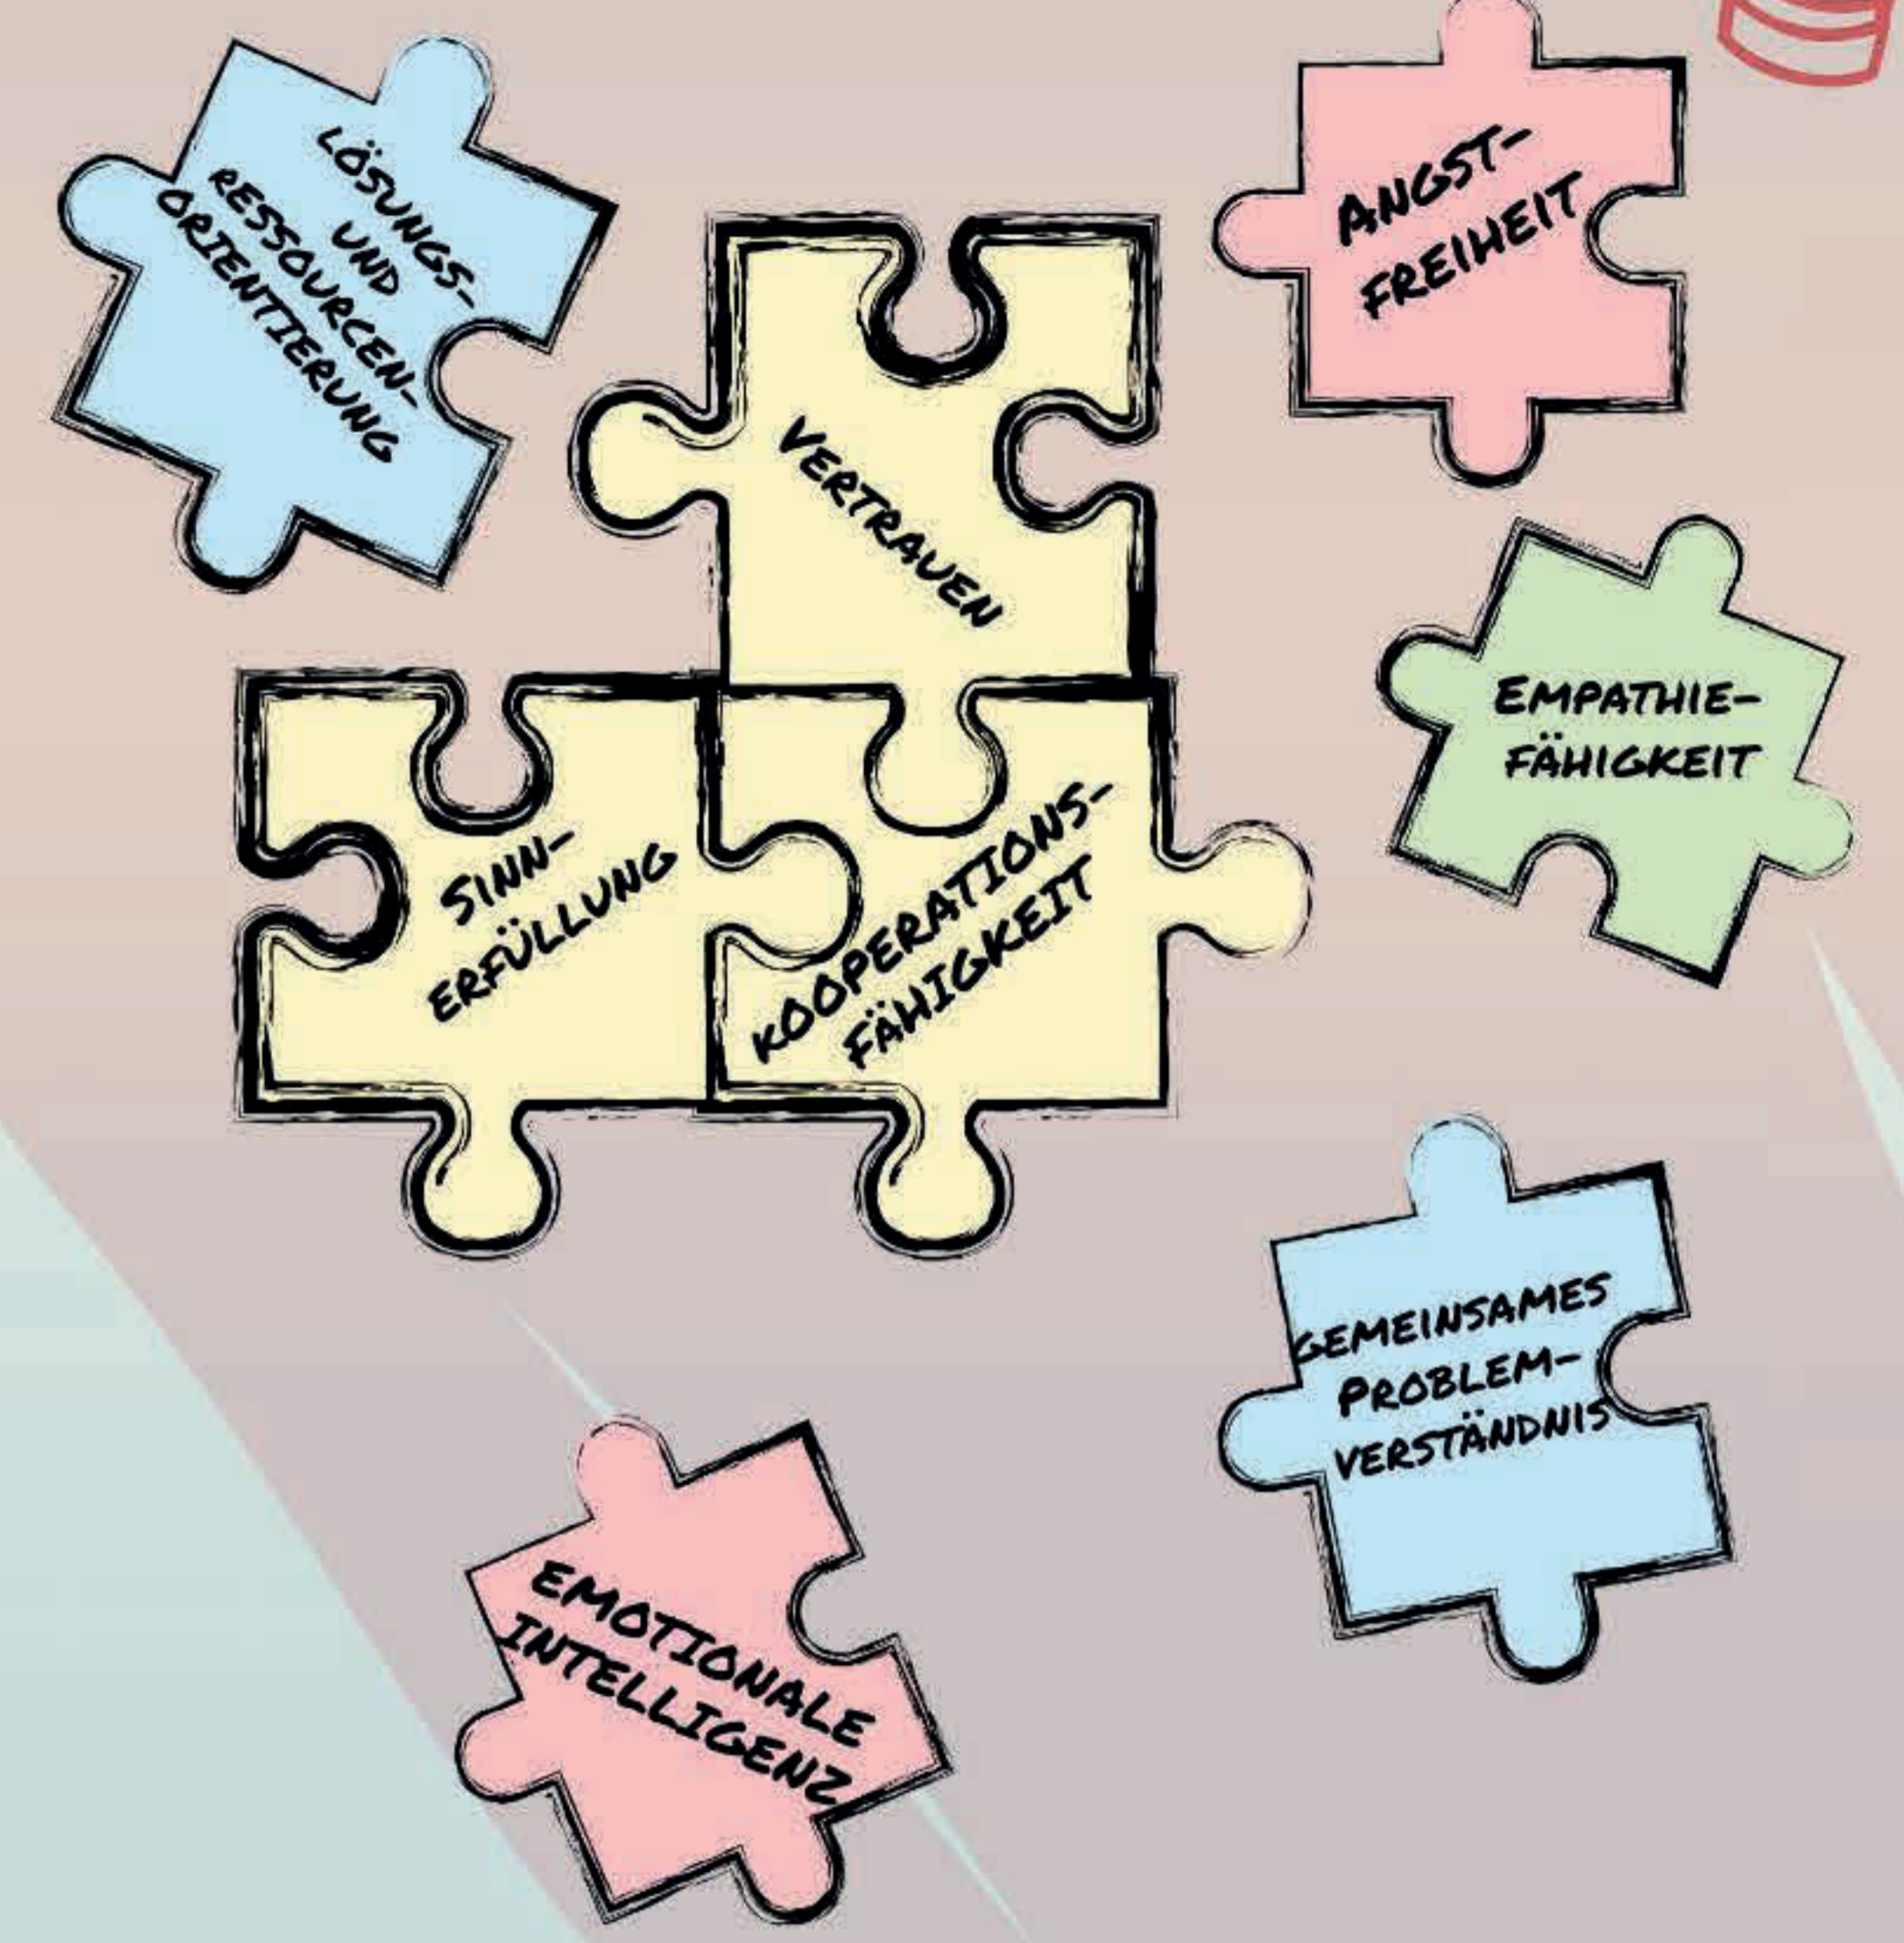 LÖSUNGS-
UND
RESSOURCEN-
ORIENTIERUNG
ANGST-
FREIHEIT
VERTRAUEN
EMPATHIE-
FÄHIGKEIT
SINN-
ERFÜLLUNG
KOOPERATIONS-
FÄHIGKEIT
GEMEINSAMES
PROBLEM-
VERSTÄNDNIS
EMOTIONALE
INTELLIGENZ